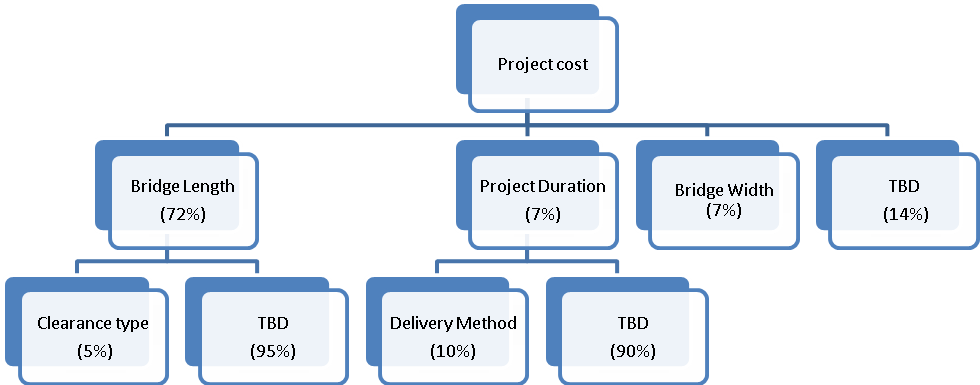 Project cost
Bridge Length
(72%)
Project Duration
(7%)
Bridge Width
(7%)
TBD
(14%)
Clearance type
(5%)
TBD
(95%)
Delivery Method
(10%)
TBD
(90%)